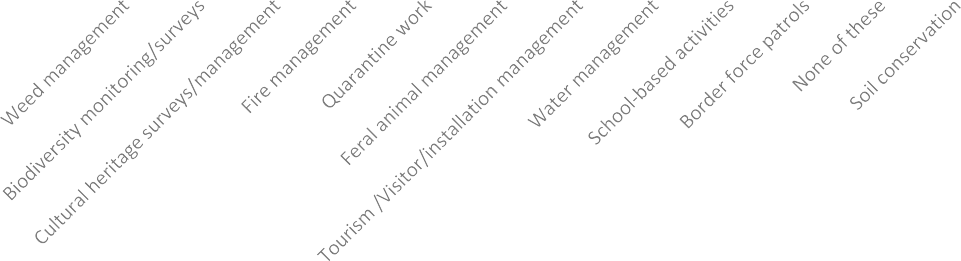 Weed management
Biodiversity monitoring/surveys
Cultural heritage surveys/management
Fire management
Quarantine work
Feral animal management
Tourism /Visitor/installation management
Water management
School-based activities
Border force patrols
None of these
Soil conservation